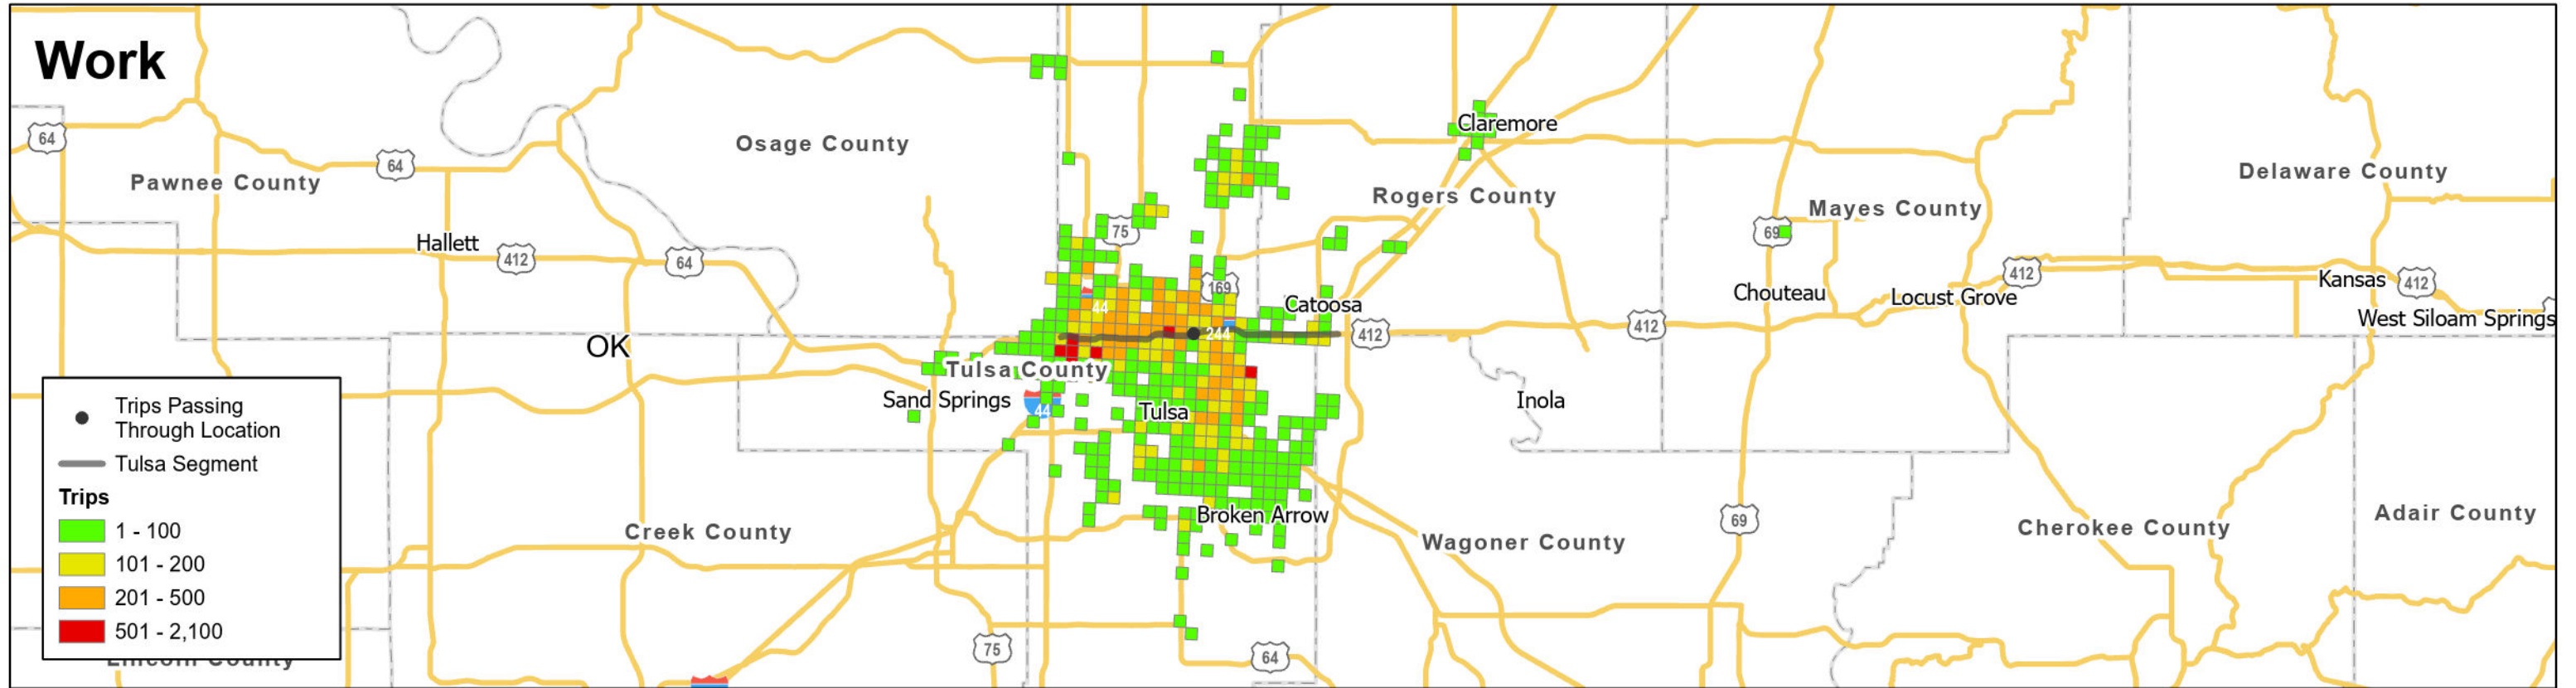 Work
Claremore
Osage County
64
64
Delaware County
Pawnee County
Rogers County
Mayes County
75
69
Hallett
412
64
412
Kansas
412
169
Chouteau
Locust Grove
Catoosa
44
West Siloam Springs
412
412
244
OK
Tulsa County
Sand Springs
44
Tulsa
Inola
Trips Passing
Through Location
Tulsa Segment
Trips
1 - 100
101 - 200
201 - 500
501 - 2,100
Broken Arrow
Adair County
69
Cherokee County
Creek County
Wagoner County
75
64
Lincoln County